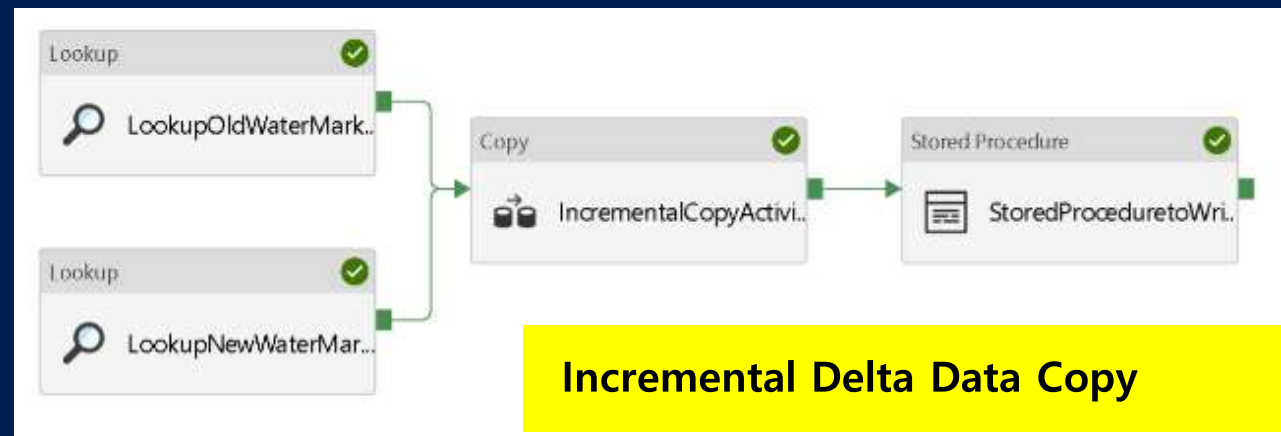 Lookup
LookupOldWaterMark..
Lookup
LookupNewWaterMar...
Copy
IncrementalCopyActivi..
Stored Procedure
StoredProceduretoWri..
Incremental Delta Data Copy